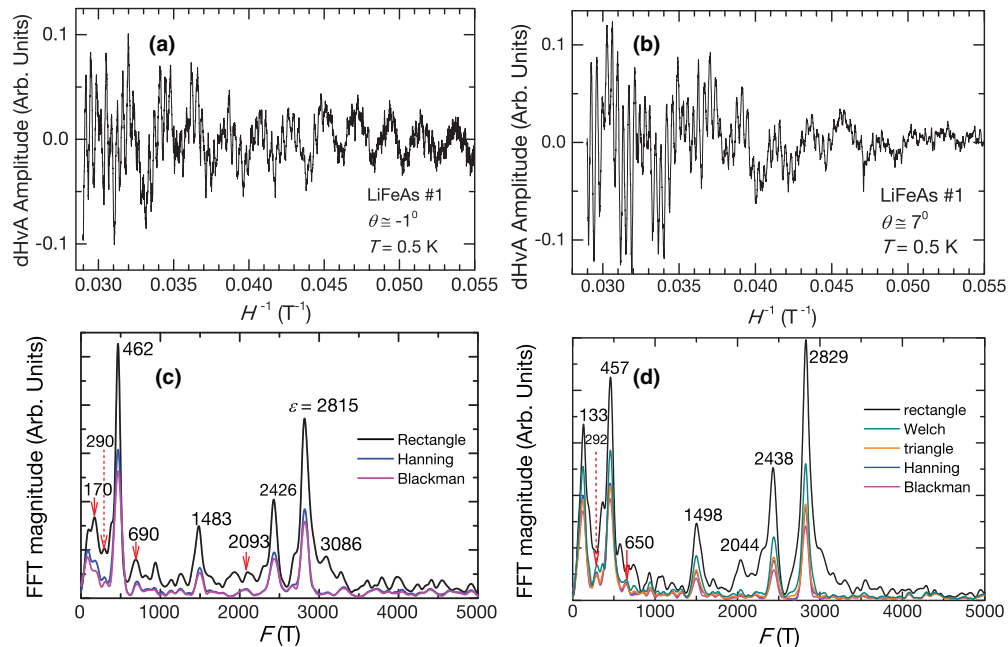 (a)
dHvA Amplitude (Arb. Units)
0.1
0.0
-0.1
LiFeAs #1
θ ≅ -1⁰
T = 0.5 K
0.030 0.035 0.040 0.045 0.050 0.055
H⁻¹ (T⁻¹)
(b)
dHvA Amplitude (Arb. Units)
0.1
0.0
-0.1
LiFeAs #1
θ ≅ 7⁰
T = 0.5 K
0.030 0.035 0.040 0.045 0.050 0.055
H⁻¹ (T⁻¹)
(c)
FFT magnitude (Arb. Units)
462
290
170
690
1483
2093
2426
ε = 2815
3086
Rectangle
Hanning
Blackman
0 1000 2000 3000 4000 5000
F (T)
(d)
FFT magnitude (Arb. Units)
457
133
292
650
1498
2044
2438
2829
rectangle
Welch
triangle
Hanning
Blackman
0 1000 2000 3000 4000 5000
F (T)